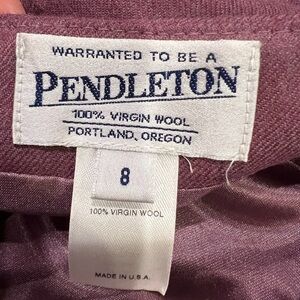 WARRANTED TO BE A
PENDLETON
100% VIRGIN WOOL
PORTLAND, OREGON
8
100% VIRGIN WOOL
MADE IN U.S.A.